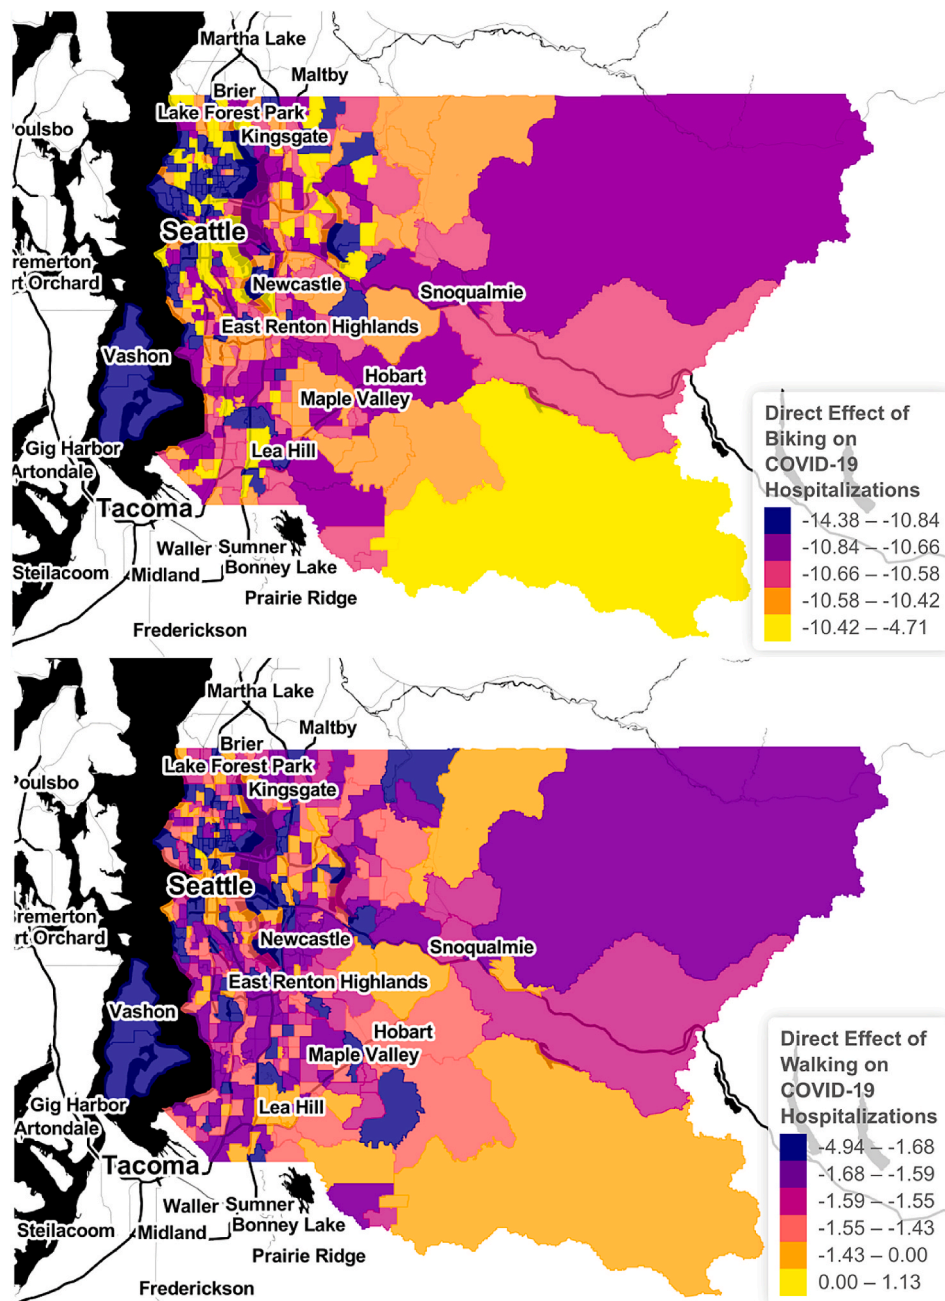 Martha Lake
Maltby
Brier
Lake Forest Park
Poulsbo
Kingsgate
Seattle
Bremerton
rt Orchard
Newcastle
Snoqualmie
East Renton Highlands
Vashon
Hobart
Maple Valley
Gig Harbor
Artondale
Lea Hill
Tacoma
Waller
Sumner
Steilacoom
Midland
Bonney Lake
Prairie Ridge
Frederickson
Direct Effect of
Biking on
COVID-19
Hospitalizations
-14.38 – -10.84
-10.84 – -10.66
-10.66 – -10.58
-10.58 – -10.42
-10.42 – -4.71
Martha Lake
Maltby
Brier
Lake Forest Park
Poulsbo
Kingsgate
Seattle
Bremerton
rt Orchard
Newcastle
Snoqualmie
East Renton Highlands
Vashon
Hobart
Maple Valley
Gig Harbor
Artondale
Lea Hill
Tacoma
Waller
Sumner
Steilacoom
Midland
Bonney Lake
Prairie Ridge
Frederickson
Direct Effect of
Walking on
COVID-19
Hospitalizations
-4.94 – -1.68
-1.68 – -1.59
-1.59 – -1.55
-1.55 – -1.43
-1.43 – 0.00
0.00 – 1.13